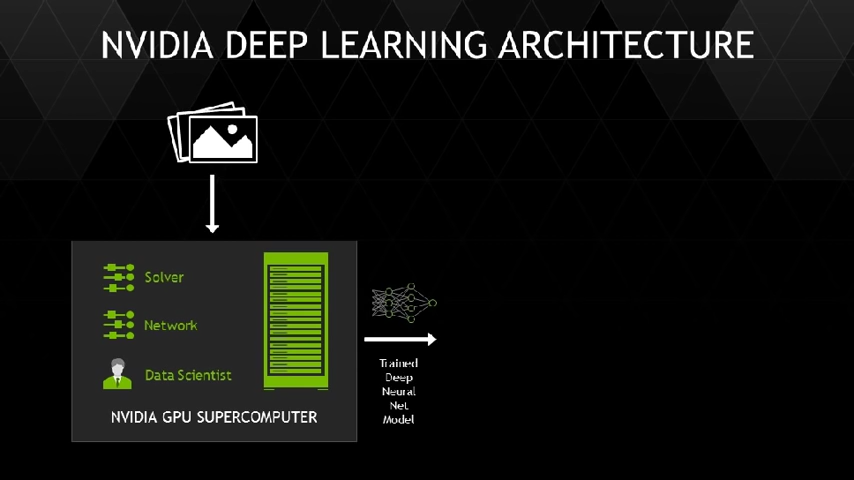 NVIDIA DEEP LEARNING ARCHITECTURE
Solver
Network
Data Scientist
NVIDIA GPU SUPERCOMPUTER
Trained
Deep
Neural
Net
Model